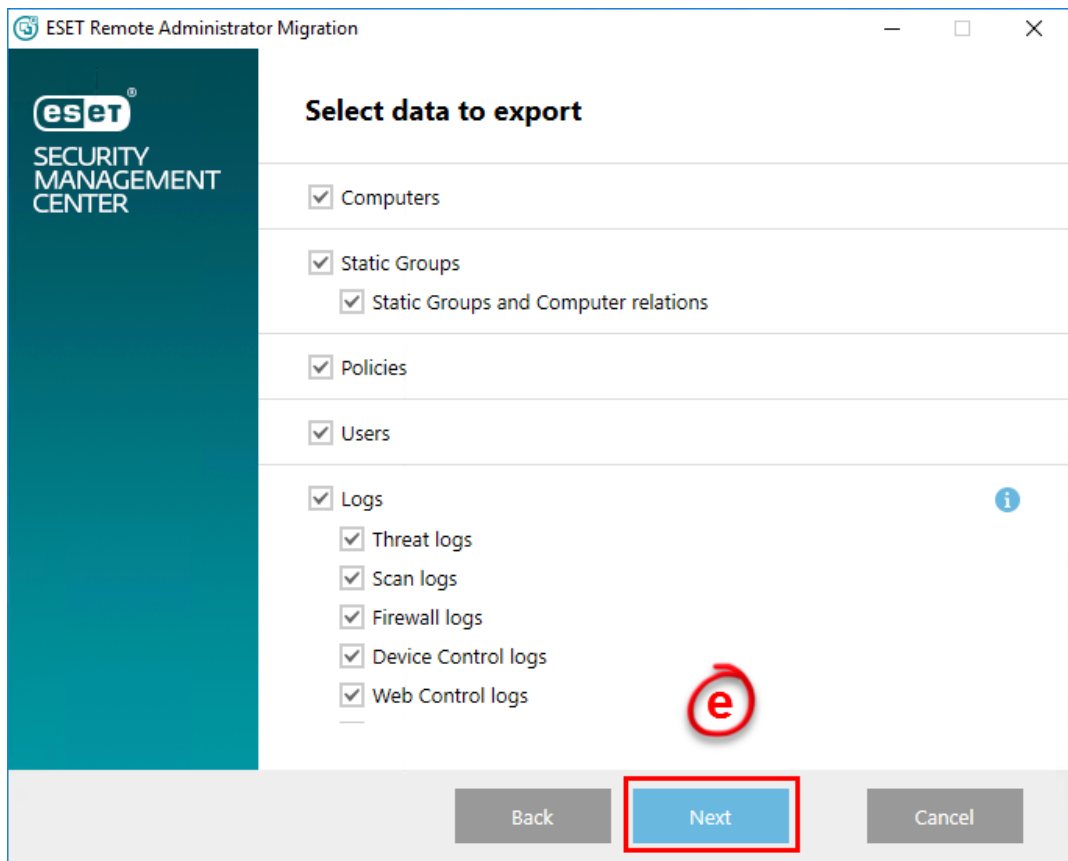 ESET Remote Administrator Migration
eseT®
SECURITY
MANAGEMENT
CENTER
Select data to export
Computers
Static Groups
Static Groups and Computer relations
Policies
Users
Logs
i
Threat logs
Scan logs
Firewall logs
Device Control logs
Web Control logs
e
Back
Next
Cancel